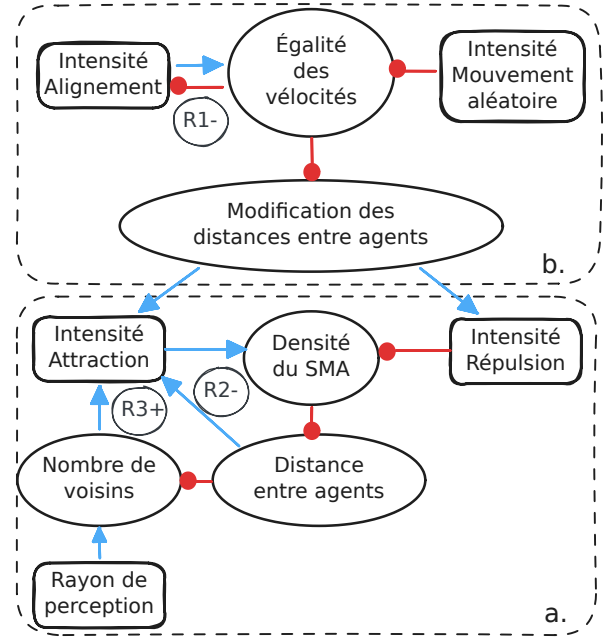 Intensité
Alignement
Égalité
des
vélocités
Intensité
Mouvement
aléatoire
R1-
Modification des
distances entre agents
b.
Intensité
Attraction
Densité
du SMA
Intensité
Répulsion
R3+
R2-
Nombre de
voisins
Distance
entre agents
Rayon de
perception
a.